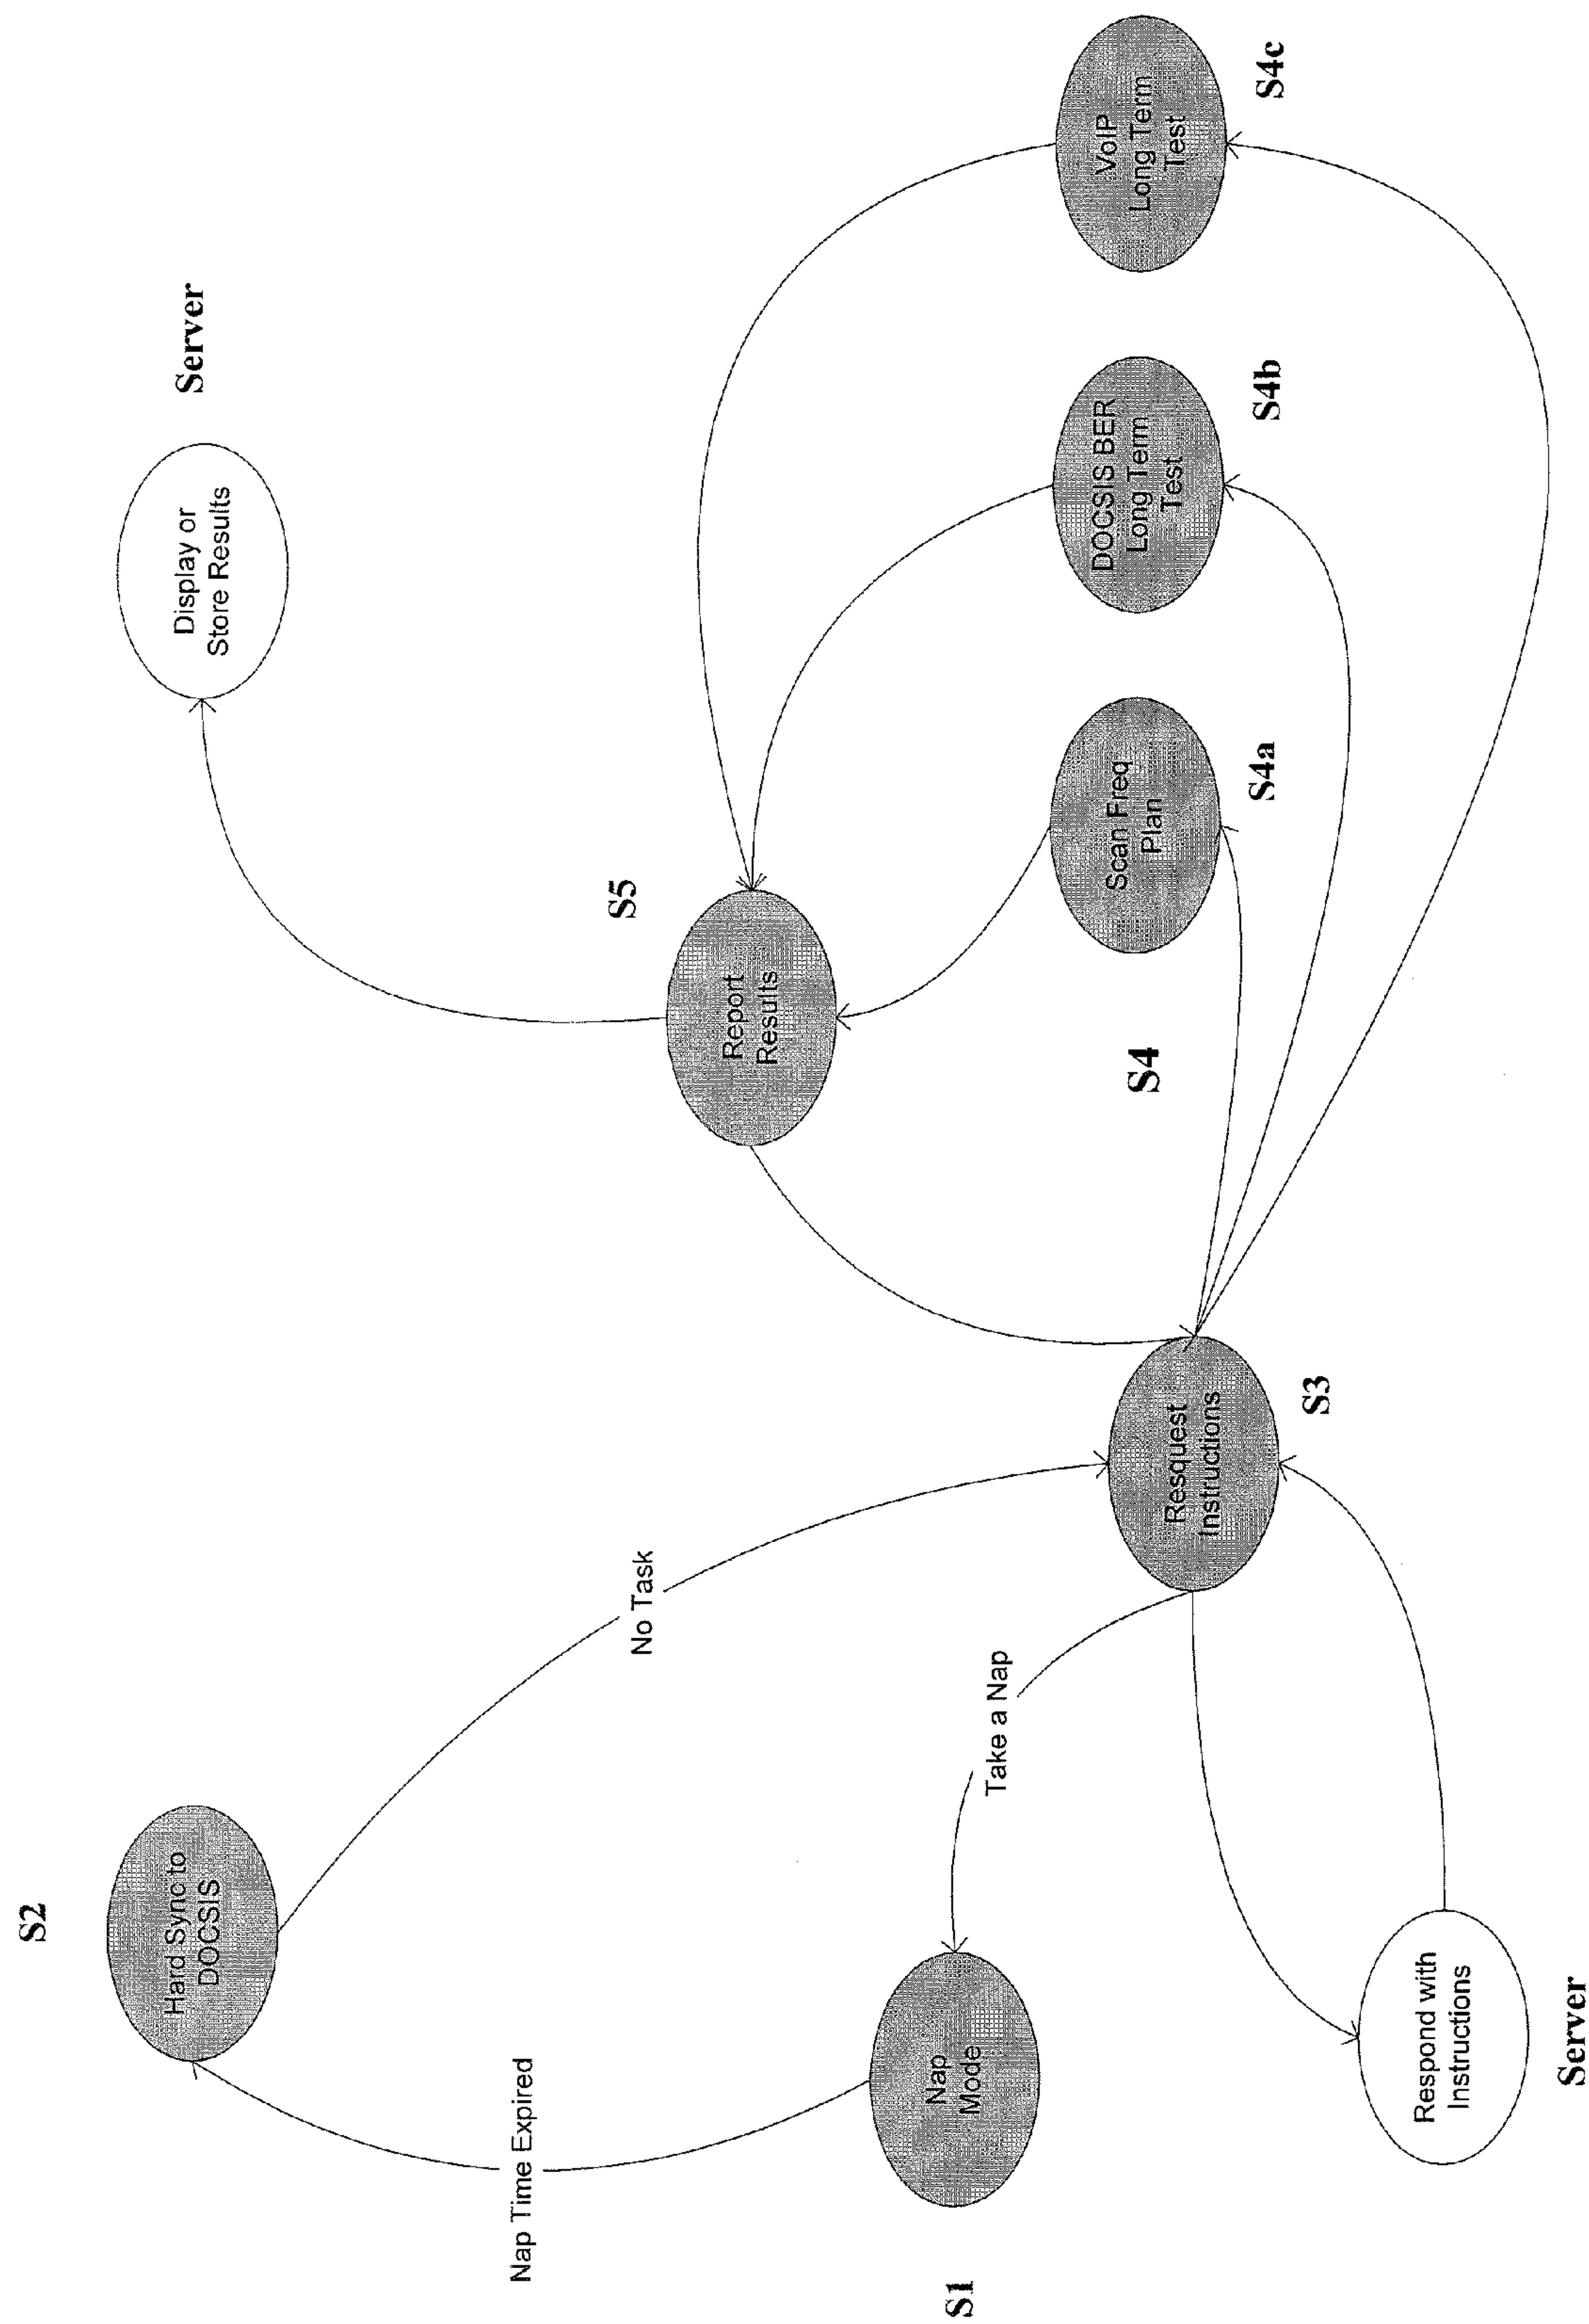 S2
Hard Sync to
DOCSIS
Server
Display or
Store Results
Nap Time Expired
No Task
S5
Report
Results
S1
Nap
Mode
Take a Nap
S4
Scan Freq
Plan
S4a
DOCSIS BER
Long Term
Test
S4b
VoIP
Long Term
Test
S4c
Resquest
Instructions
S3
Respond with
Instructions
Server